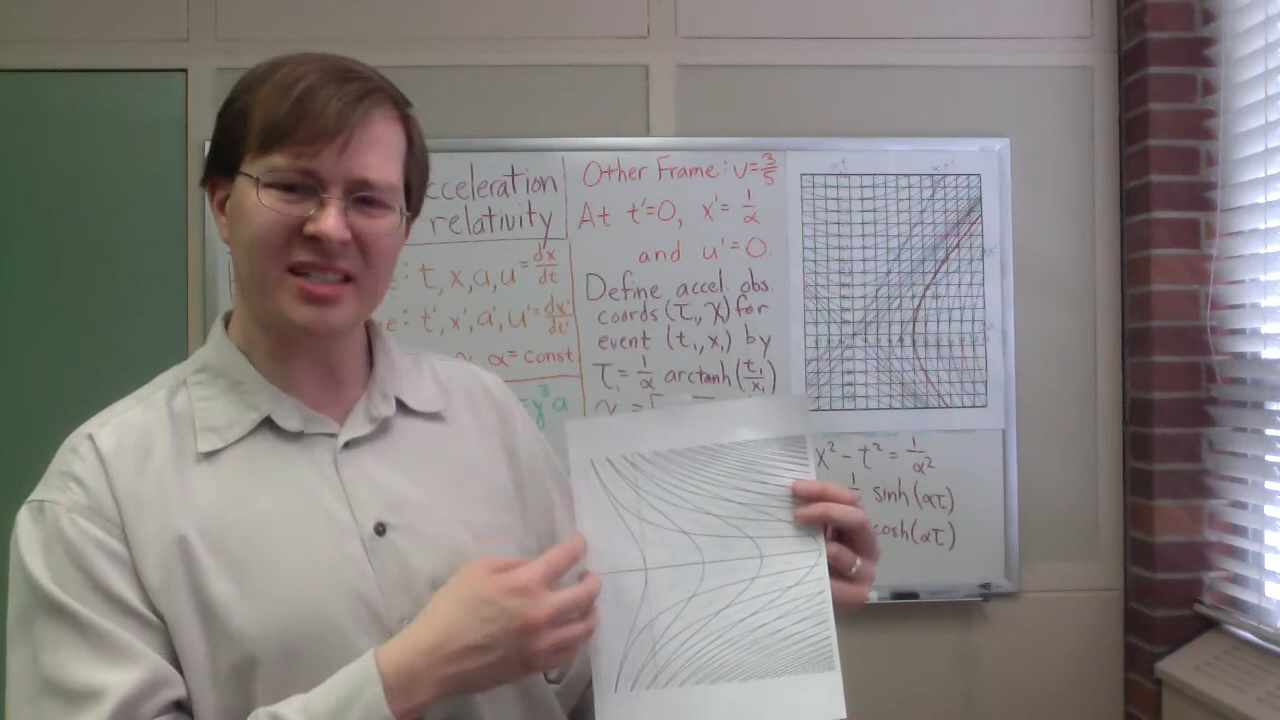 cceleration
relativity
: t, x, a, u = dx/dt
e: t', x', a', u' = dx'/dt'
α = const
= γ³a
Other Frame: v = 3/5
At t'=0, x' = 1/α
and u' = 0.
Define accel. obs.
coords (τ₁, χ) for
event (t₁, x₁) by
τ₁ = 1/α arctanh(t₁/x₁)
x² - t² = 1/α²
sinh(ατ)
cosh(ατ)